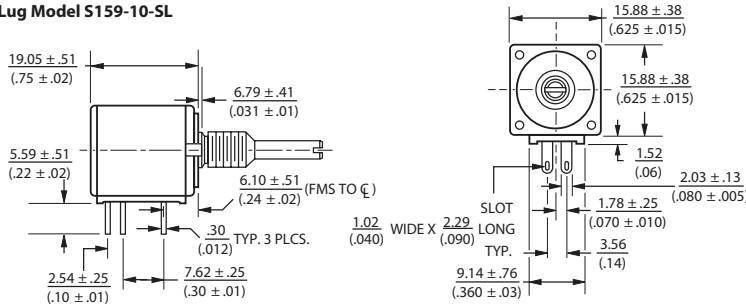 Lug Model S159-10-SL
19.05 ± .51
(.75 ± .02)
6.79 ± .41
(.031 ± .01)
5.59 ± .51
(.22 ± .02)
6.10 ± .51
(.24 ± .02)
(FMS TO ℄)
.30
(.012)
TYP. 3 PLCS.
2.54 ± .25
(.10 ± .01)
7.62 ± .25
(.30 ± .01)
15.88 ± .38
(.625 ± .015)
15.88 ± .38
(.625 ± .015)
1.52
(.06)
2.03 ± .13
(.080 ± .005)
1.78 ± .25
(.070 ± .010)
3.56
(.14)
9.14 ± .76
(.360 ± .03)
SLOT
1.02
(.040)
WIDE X
2.29
(.090)
LONG
TYP.